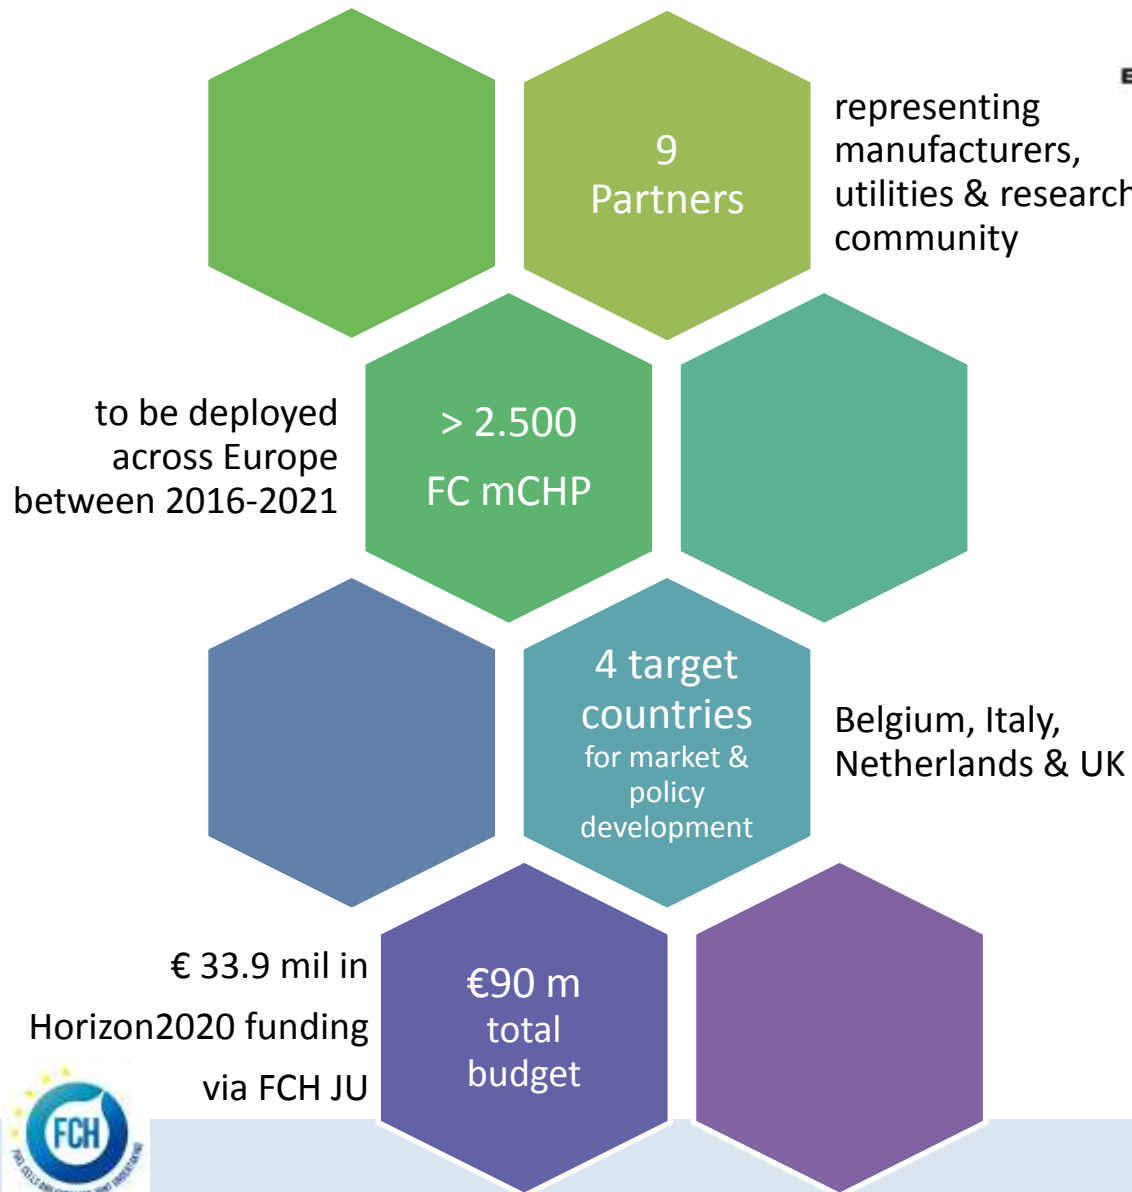 9
Partners
representing
manufacturers,
utilities & research
community
to be deployed
across Europe
between 2016-2021
> 2.500
FC mCHP
4 target
countries
for market &
policy
development
Belgium, Italy,
Netherlands & UK
€ 33.9 mil in
Horizon2020 funding
via FCH JU
€90 m
total
budget
FCH